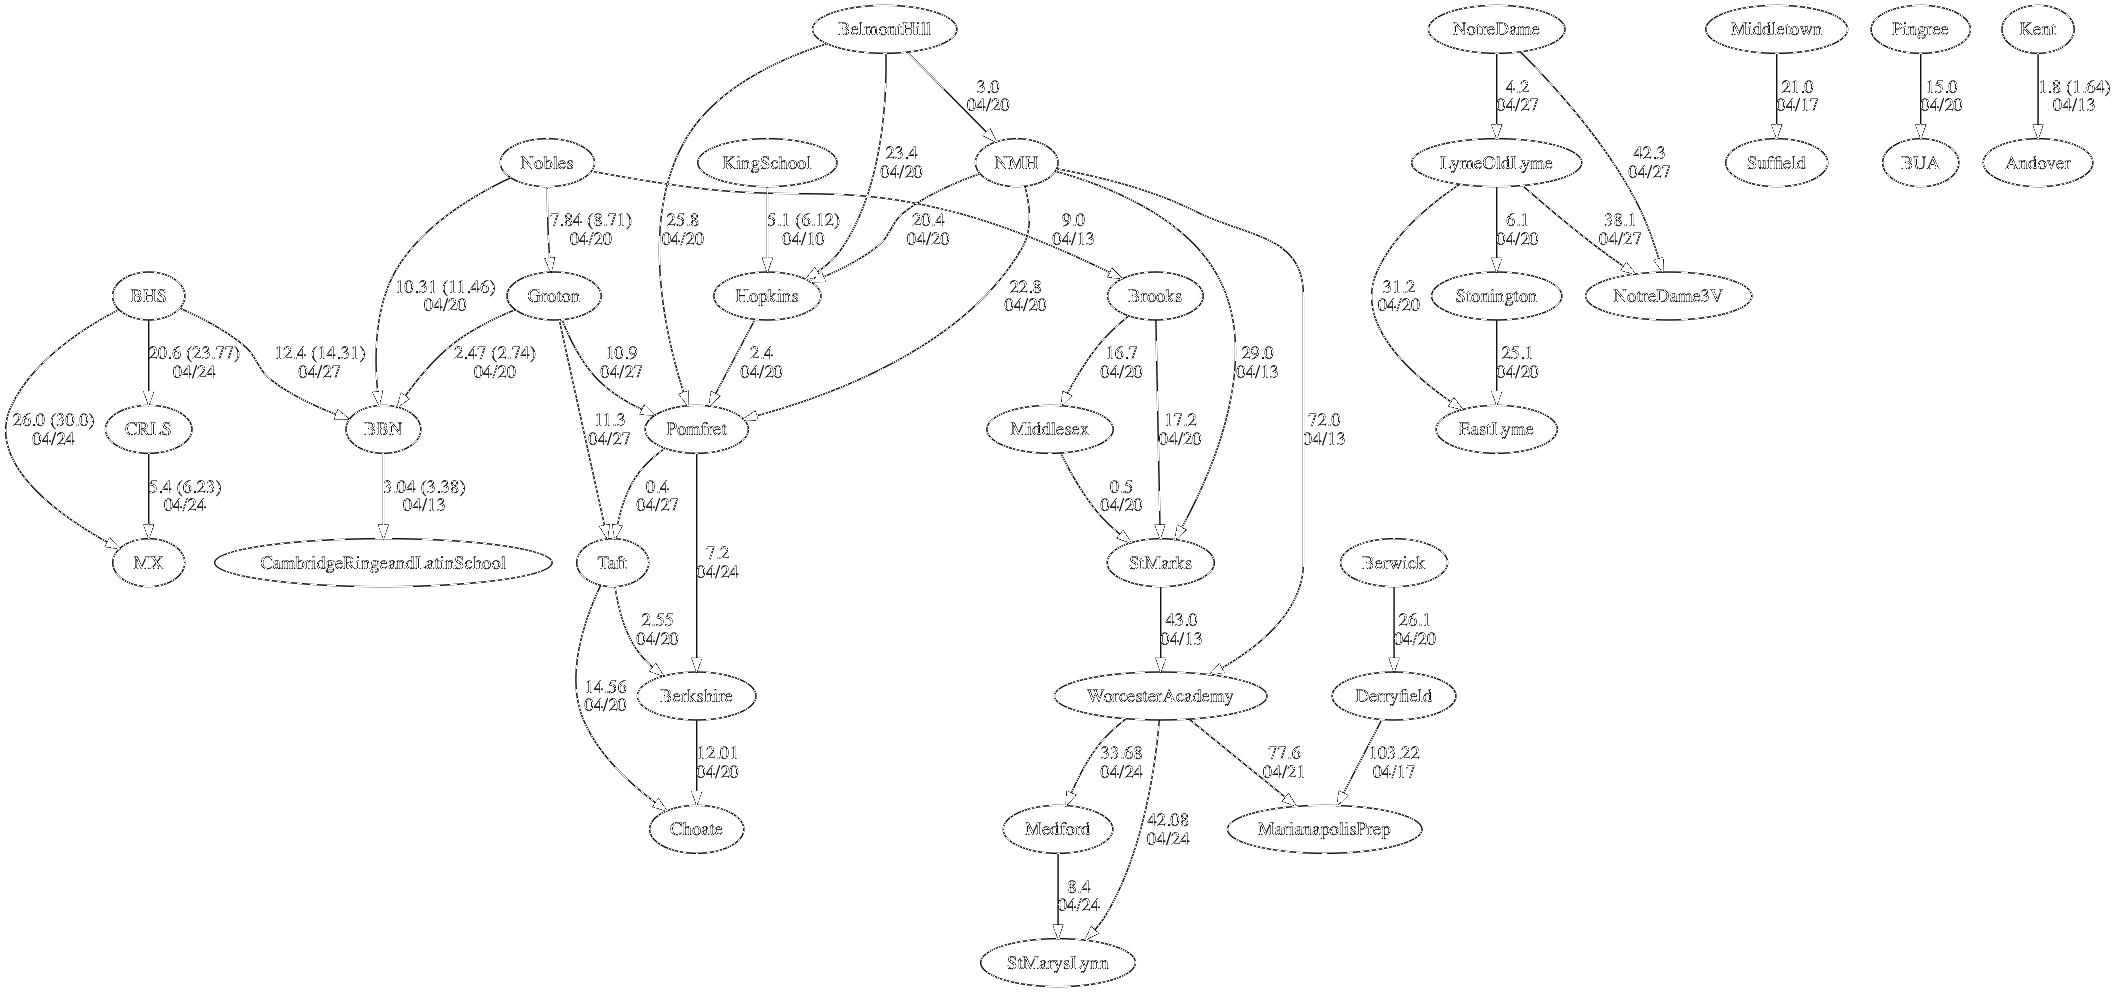 BelmontHill
NotreDame
Middletown
Pingree
Kent
3.0
04/20
4.2
04/27
21.0
04/17
15.0
04/20
1.8 (1.64)
04/13
Nobles
KingSchool
NMH
LymeOldLyme
Suffield
BUA
Andover
23.4
04/20
42.3
04/27
7.84 (8.71)
04/20
25.8
04/20
5.1 (6.12)
04/10
20.4
04/20
9.0
04/13
6.1
04/20
38.1
04/27
BHS
Groton
Hopkins
Brooks
Stonington
NotreDame3V
10.31 (11.46)
04/20
22.8
04/20
31.2
04/20
20.6 (23.77)
04/24
12.4 (14.31)
04/27
2.47 (2.74)
04/20
10.9
04/27
2.4
04/20
16.7
04/20
29.0
04/13
25.1
04/20
26.0 (30.0)
04/24
CRLS
BBN
11.3
04/27
Pomfret
Middlesex
17.2
04/20
72.0
04/13
EastLyme
5.4 (6.23)
04/24
3.04 (3.38)
04/13
0.4
04/27
0.5
04/20
MX
CambridgeRingeandLatinSchool
Taft
7.2
04/24
StMarks
Berwick
2.55
04/20
43.0
04/13
26.1
04/20
14.56
04/20
Berkshire
WorcesterAcademy
Derryfield
12.01
04/20
33.68
04/24
77.6
04/21
103.22
04/17
Choate
Medford
42.08
04/24
MarianapolisPrep
8.4
04/24
StMarysLynn